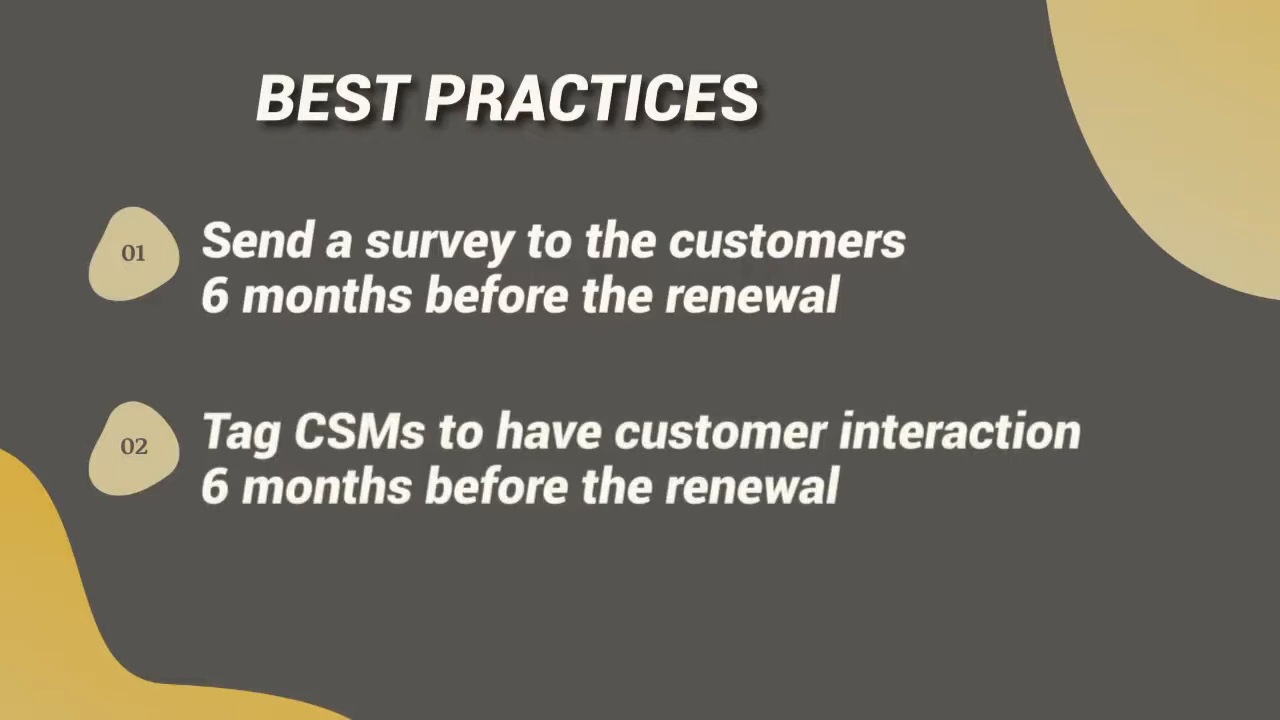 BEST PRACTICES
01
Send a survey to the customers
6 months before the renewal
02
Tag CSMs to have customer interaction
6 months before the renewal